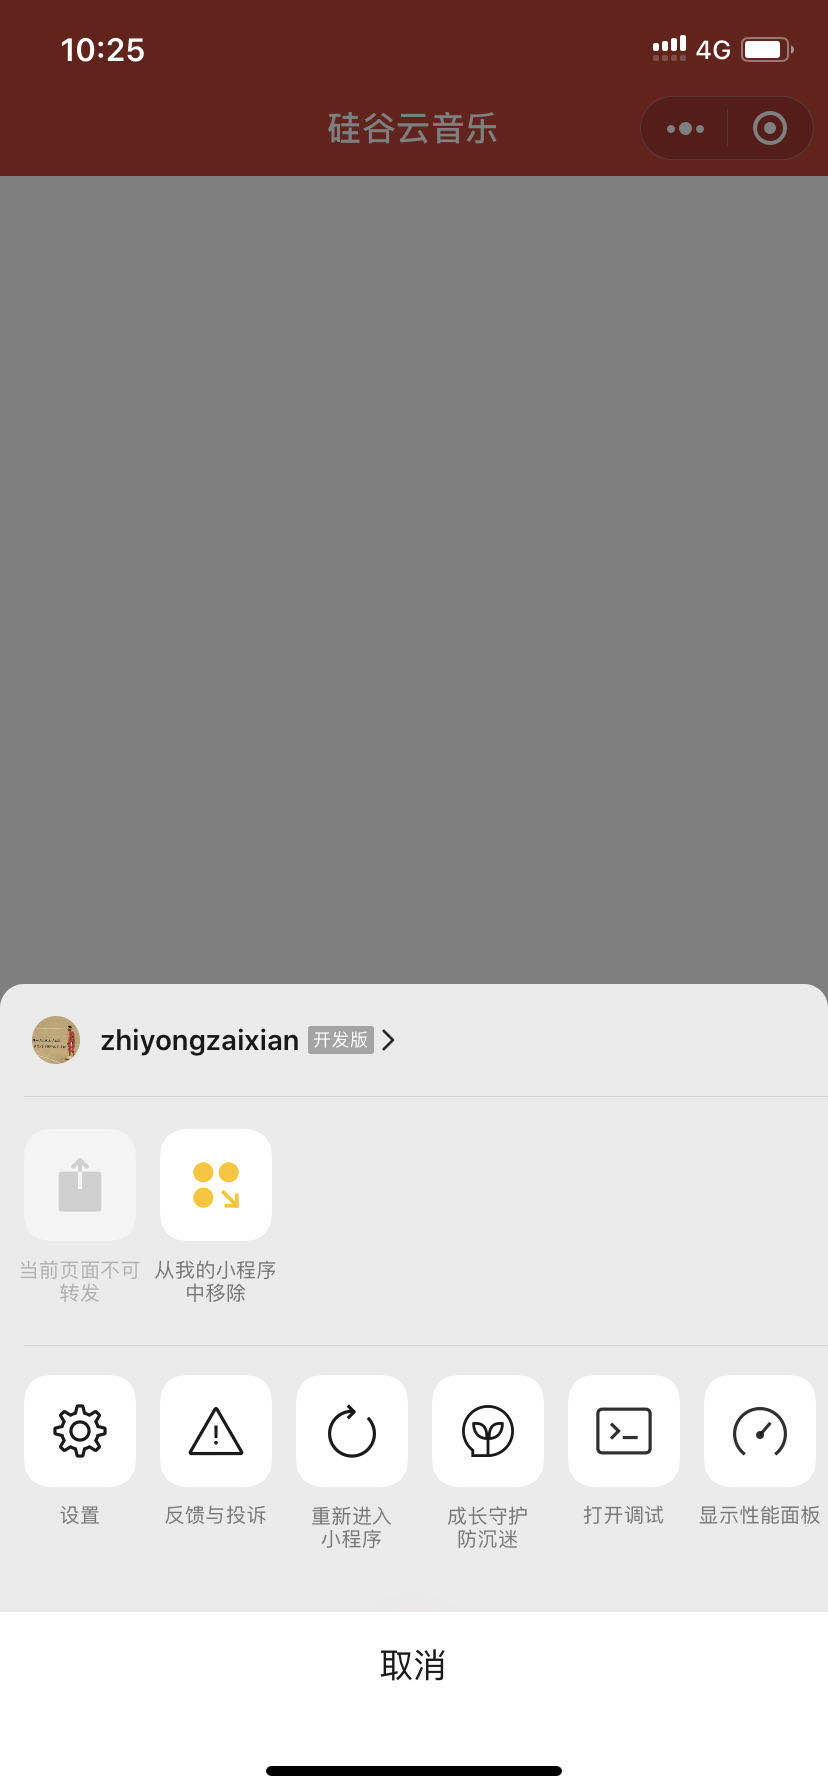 10:25
4G
硅谷云音乐
zhiyongzaixian 开发版
当前页面不可
转发
从我的小程序
中移除
设置
反馈与投诉
重新进入
小程序
成长守护
防沉迷
打开调试
显示性能面板
取消